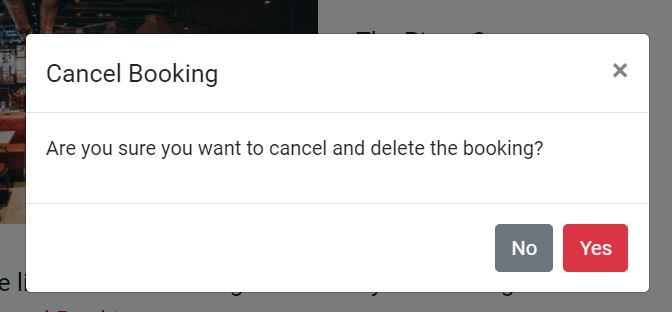 Cancel Booking
×
Are you sure you want to cancel and delete the booking?
No
Yes